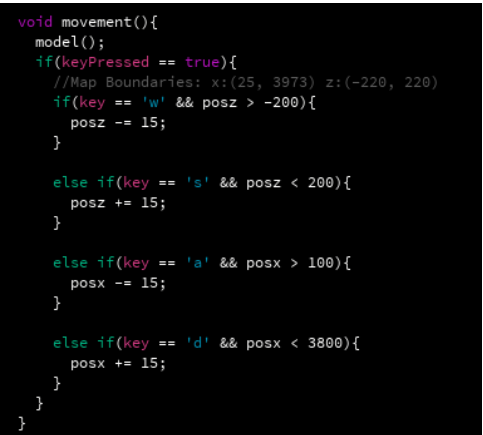 void movement(){
  model();
  if(keyPressed == true){
    //Map Boundaries: x:(25, 3973) z:(-220, 220)
    if(key == 'w' && posz > -200){
      posz -= 15;
    }

    else if(key == 's' && posz < 200){
      posz += 15;
    }

    else if(key == 'a' && posx > 100){
      posx -= 15;
    }

    else if(key == 'd' && posx < 3800){
      posx += 15;
    }
  }
}